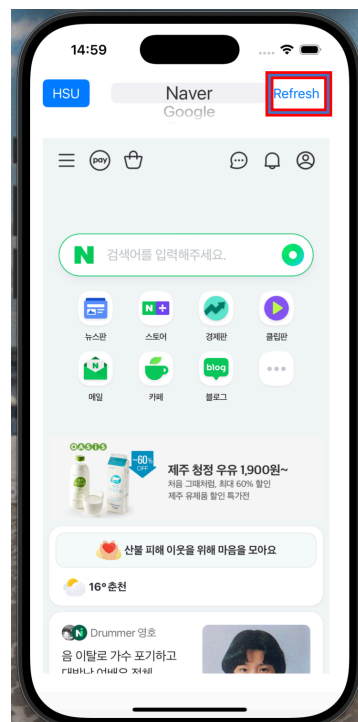 14:59
HSU
Naver
Refresh
Google
pay
N 검색어를 입력해주세요.
뉴스판
N +
스토어
경제판
클립판
N
메일
카페
blog
블로그
OASIS
~60%
OFF
제주 청정 우유 1,900원~
처음 그때처럼, 최대 60% 할인
제주 유제품 할인 특가전
산불 피해 이웃을 위해 마음을 모아요
16° 춘천
N Drummer 영호
음 이탈로 가수 포기하고